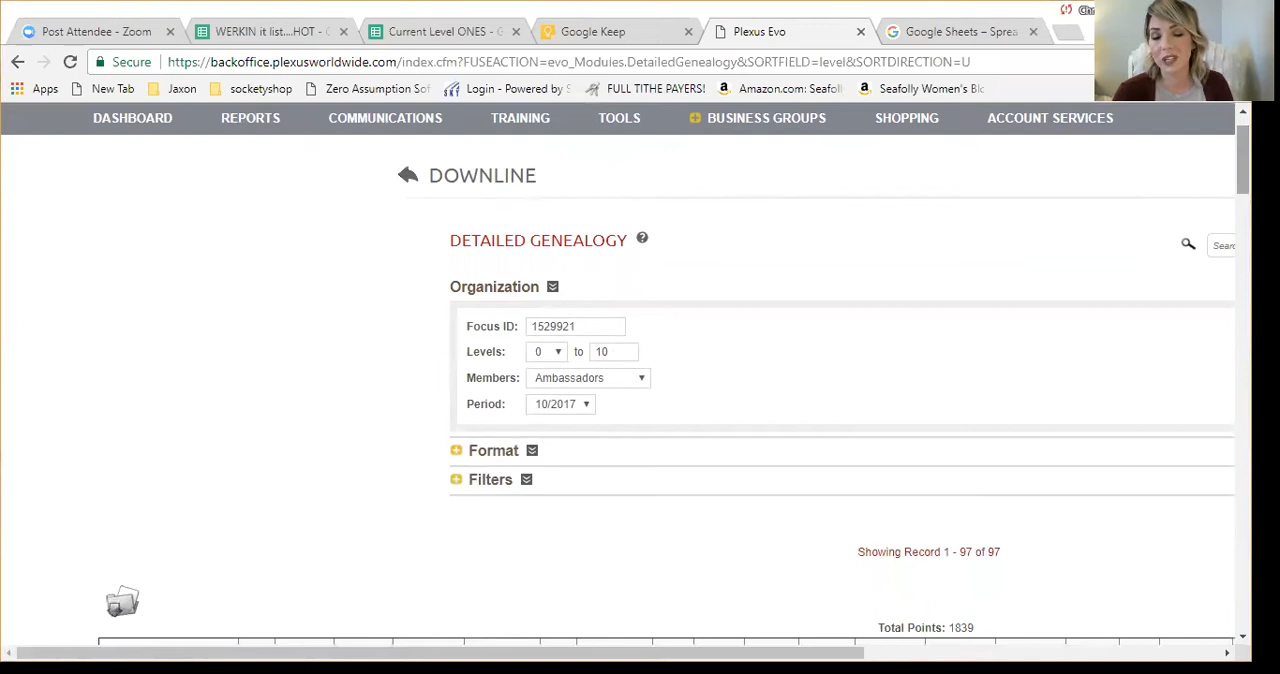 Post Attendee - Zoom
WERKIN it list....HOT - G
Current Level ONES - G
Google Keep
Plexus Evo
Google Sheets – Sprea
Secure
https://backoffice.plexusworldwide.com/index.cfm?FUSEACTION=evo_Modules.DetailedGenealogy&SORTFIELD=level&SORTDIRECTION=U
Apps New Tab Jaxon socketyshop Zero Assumption Sof Login - Powered by S FULL TITHE PAYERS! Amazon.com: Seafoll Seafolly Women's Blo
DASHBOARD REPORTS COMMUNICATIONS TRAINING TOOLS BUSINESS GROUPS SHOPPING ACCOUNT SERVICES
DOWNLINE
DETAILED GENEALOGY
Sear
Organization
Focus ID: 1529921
Levels: 0 to 10
Members: Ambassadors
Period: 10/2017
Format
Filters
Showing Record 1 - 97 of 97
Total Points: 1839